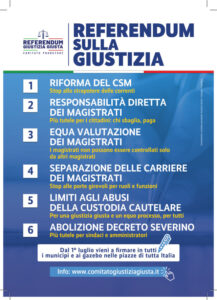 REFERENDUM
GIUSTIZIA GIUSTA
COMITATO PROMOTORE
REFERENDUM
SULLA
GIUSTIZIA
1
RIFORMA DEL CSM
Stop allo strapotere delle correnti
2
RESPONSABILITÀ DIRETTA
DEI MAGISTRATI
Più tutele per i cittadini: chi sbaglia, paga
3
EQUA VALUTAZIONE
DEI MAGISTRATI
I magistrati non possono essere controllati solo
da altri magistrati
4
SEPARAZIONE DELLE CARRIERE
DEI MAGISTRATI
Stop alle porte girevoli per ruoli e funzioni
5
LIMITI AGLI ABUSI
DELLA CUSTODIA CAUTELARE
Per una giustizia giusta e un eque processo, per tutti
6
ABOLIZIONE DECRETO SEVERINO
Più tutele per sindaci e amministratori
Dal 1° luglio vieni a firmare in tutti
i municipi e ai gazebo nelle piazze di tutta Italia
Info: www.comitatogiustiziagiusta.it